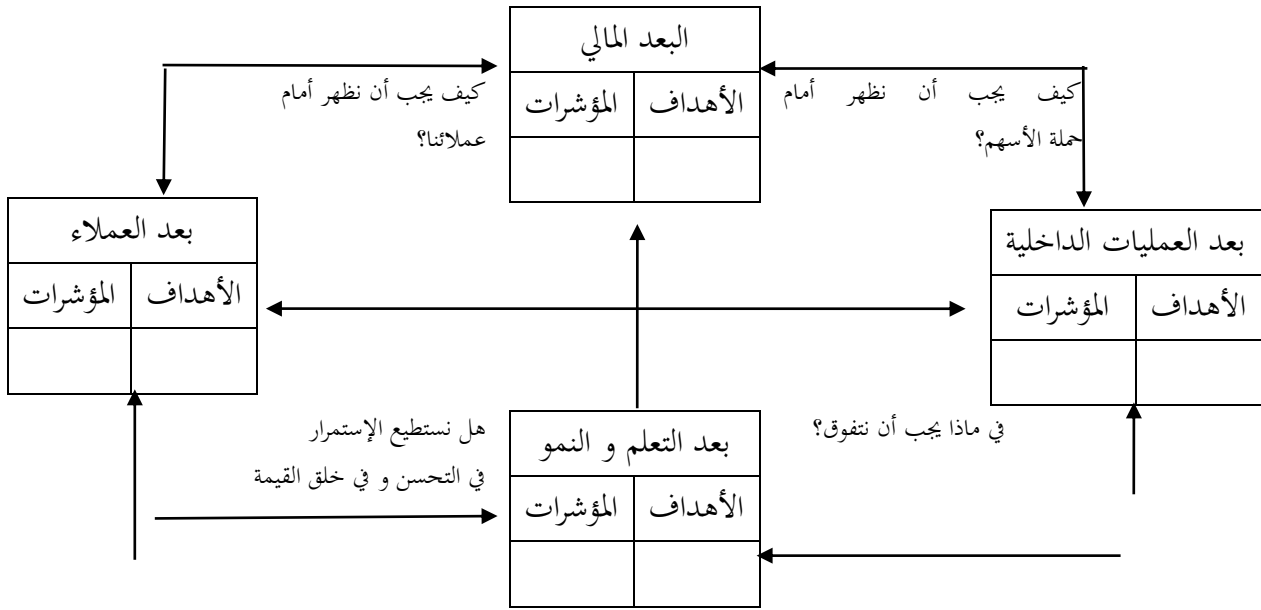 البعد المالي
الأهداف المؤشرات
كيف يجب أن نظهر أمام
حملة الأسهم؟
كيف يجب أن نظهر أمام
عملائنا؟
بعد العمليات الداخلية
الأهداف المؤشرات
بعد العملاء
الأهداف المؤشرات
في ماذا يجب أن نتفوق؟
هل نستطيع الإستمرار
في التحسن و في خلق القيمة
بعد التعلم و النمو
الأهداف المؤشرات